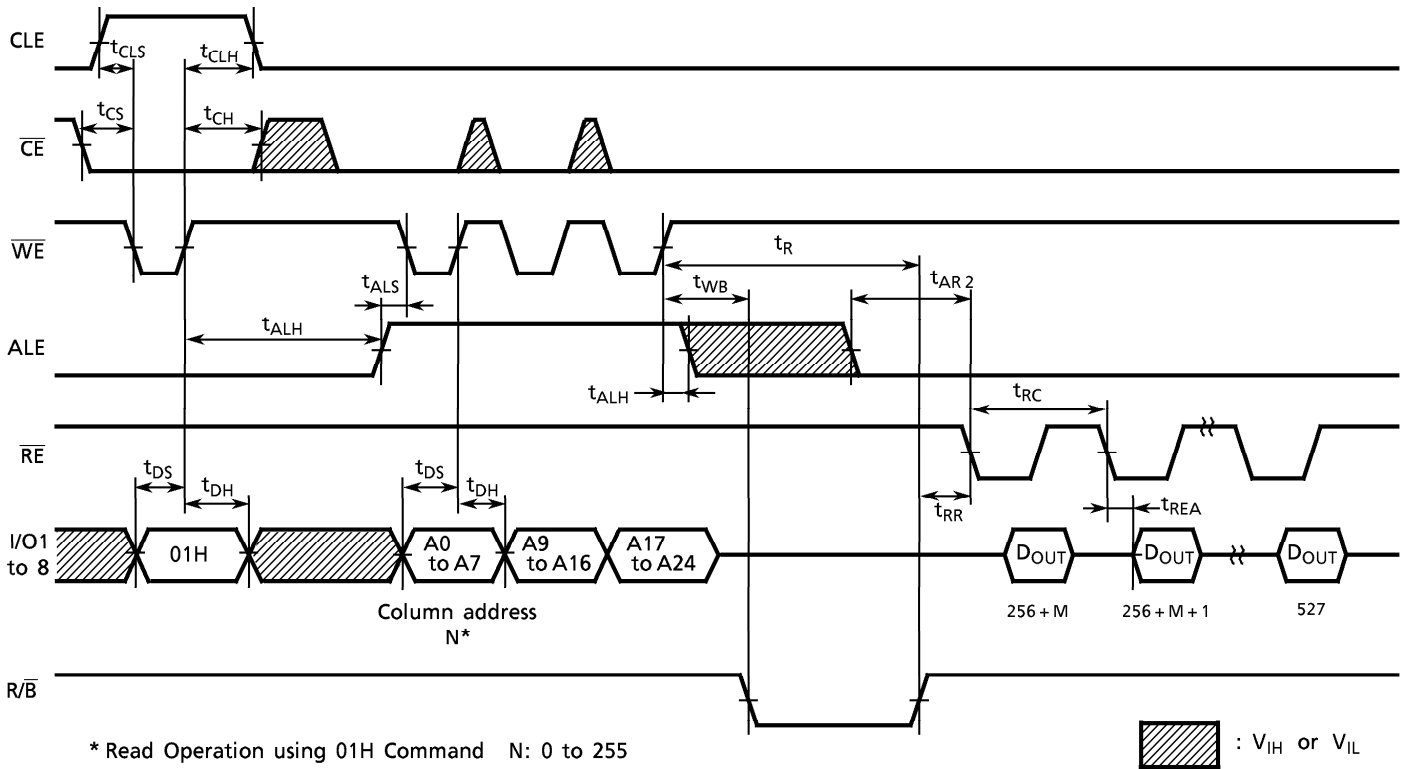 CLE
tCLS
tCLH
tCS
tCH
CE
WE
tR
tALS
tWB
tAR2
tALH
ALE
tALH
tRC
RE
tDS
tDH
tDS
tDH
tRR
tREA
I/O1
to 8
01H
A0
to A7
A9
to A16
A17
to A24
DOUT
DOUT
DOUT
Column address
N*
256 + M
256 + M + 1
527
R/B
* Read Operation using 01H Command N: 0 to 255
: VIH or VIL